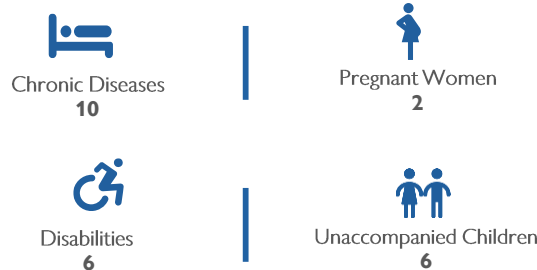 Chronic Diseases
10
Pregnant Women
2
Disabilities
6
Unaccompanied Children
6